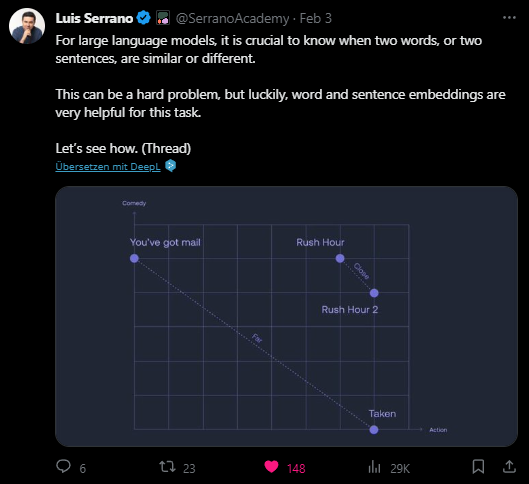 Luis Serrano @SerranoAcademy · Feb 3
For large language models, it is crucial to know when two words, or two
sentences, are similar or different.
This can be a hard problem, but luckily, word and sentence embeddings are
very helpful for this task.
Let’s see how. (Thread)
Übersetzen mit DeepL
Comedy
You've got mail
Rush Hour
Close
Rush Hour 2
Far
Taken
Action
6 23 148 29K